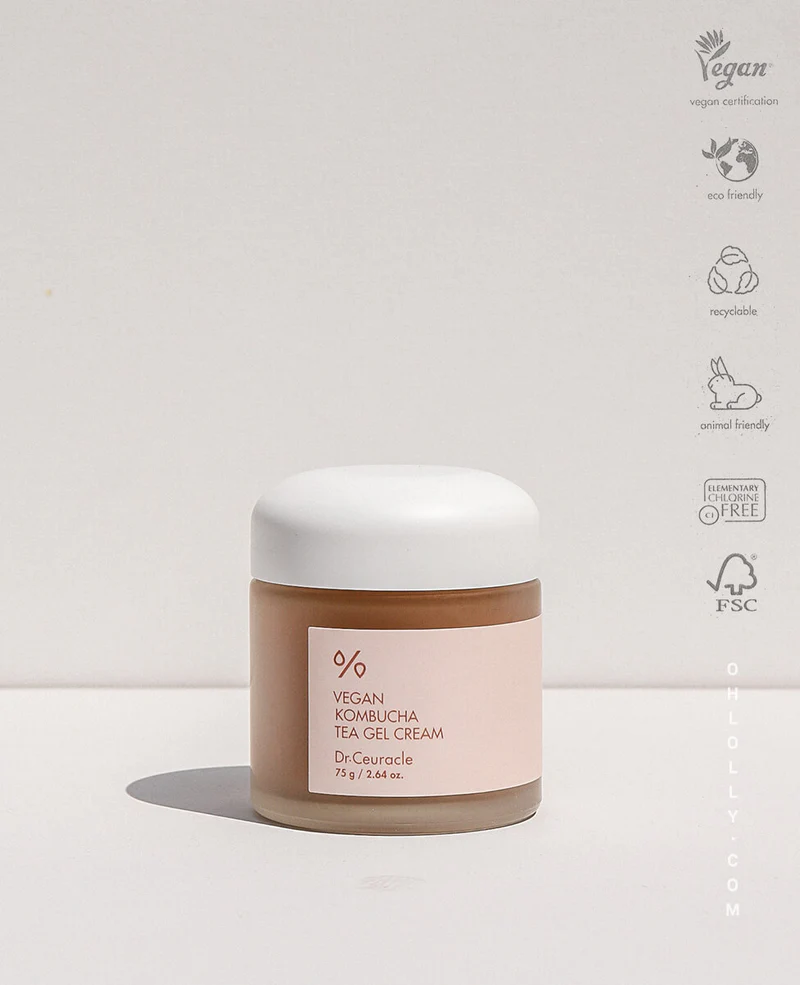 Vegan®
vegan certification
eco friendly
recyclable
animal friendly
ELEMENTARY
CHLORINE
Cl FREE
®
FSC
%
VEGAN
KOMBUCHA
TEA GEL CREAM
Dr.Ceuracle
75 g / 2.64 oz.
OHLOLLY.COM